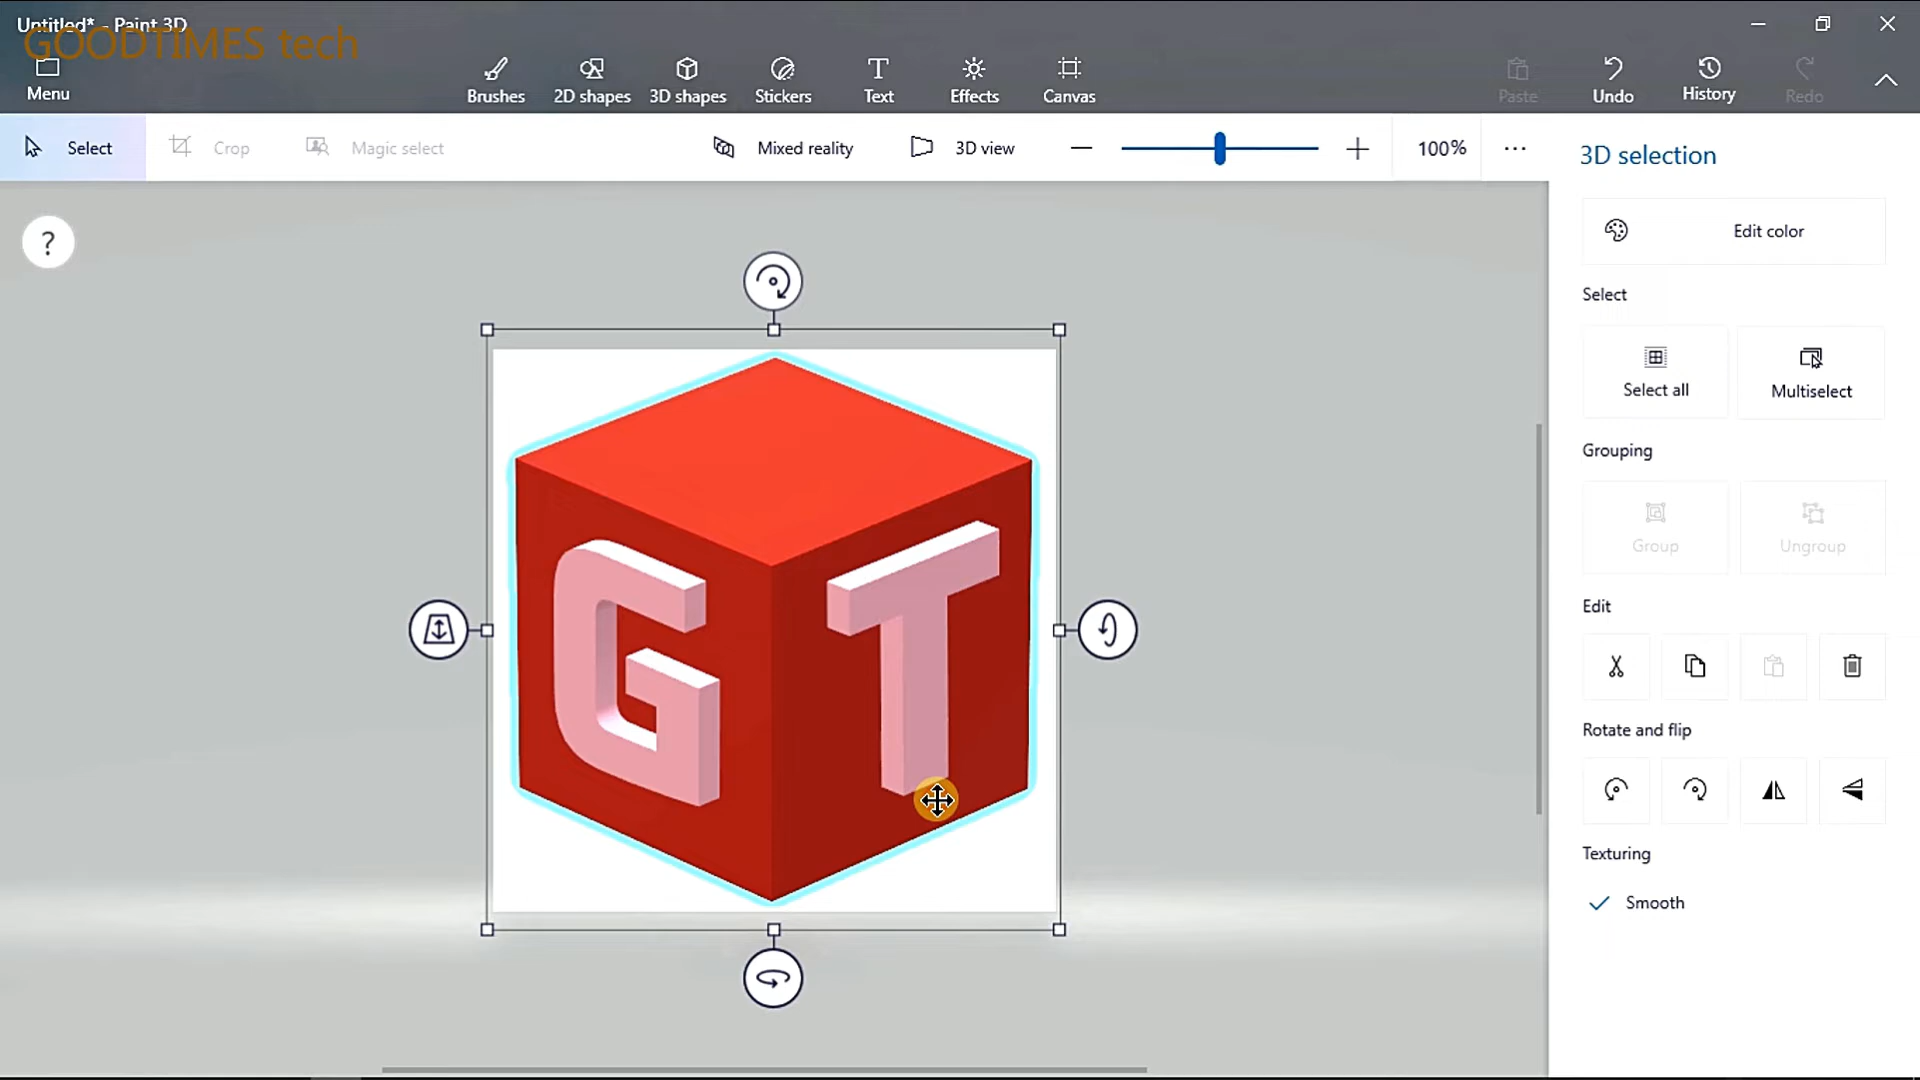 Untitled* - Paint 3D
GOODTIMES tech
Menu
Brushes
2D shapes
3D shapes
Stickers
Text
Effects
Canvas
Paste
Undo
History
Redo
Select
Crop
Magic select
Mixed reality
3D view
100%
3D selection
?
Edit color
Select
Select all
Multiselect
Grouping
Group
Ungroup
Edit
Rotate and flip
Texturing
Smooth
G T